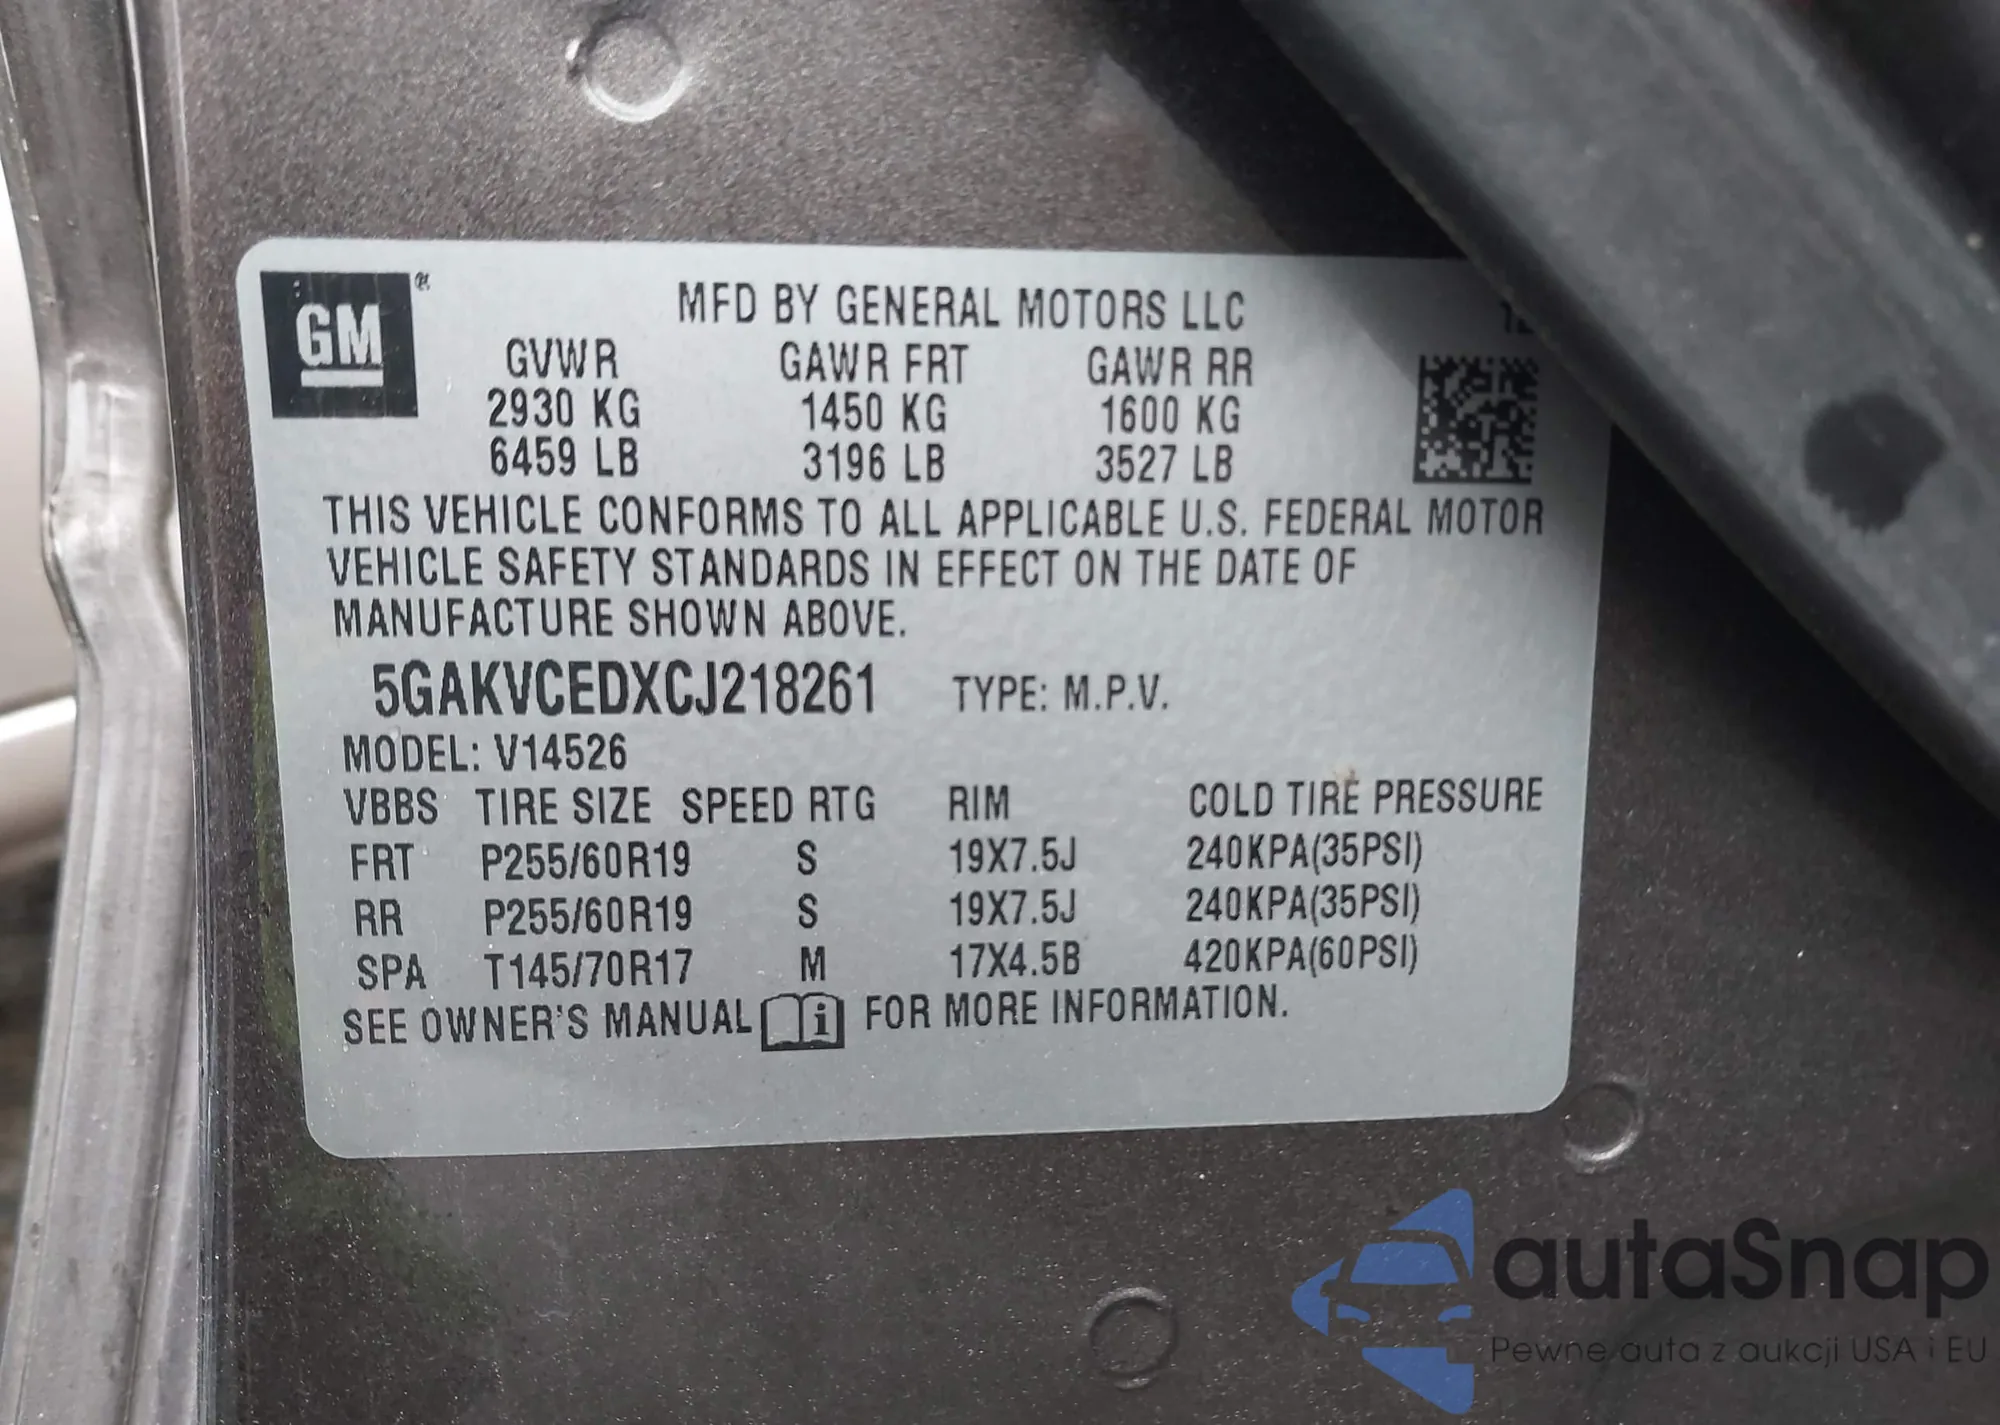 GM®
MFD BY GENERAL MOTORS LLC
GVWR GAWR FRT GAWR RR
2930 KG 1450 KG 1600 KG
6459 LB 3196 LB 3527 LB
THIS VEHICLE CONFORMS TO ALL APPLICABLE U.S. FEDERAL MOTOR
VEHICLE SAFETY STANDARDS IN EFFECT ON THE DATE OF
MANUFACTURE SHOWN ABOVE.
5GAKVCEDXCJ218261 TYPE: M.P.V.
MODEL: V14526
VBBS TIRE SIZE SPEED RTG RIM COLD TIRE PRESSURE
FRT P255/60R19 S 19X7.5J 240KPA(35PSI)
RR P255/60R19 S 19X7.5J 240KPA(35PSI)
SPA T145/70R17 M 17X4.5B 420KPA(60PSI)
SEE OWNER'S MANUAL i FOR MORE INFORMATION.
autaSnap
Pewne auta z aukcji USA i EU